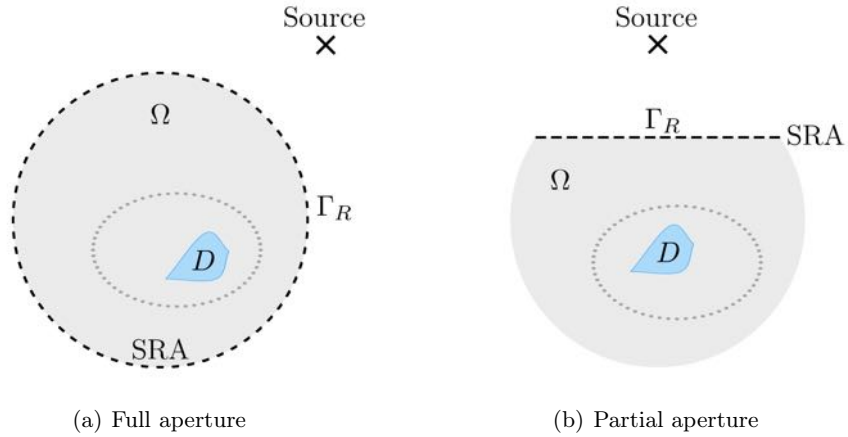 Source
Ω
Γ_R
D
SRA
(a) Full aperture
Source
Γ_R
SRA
Ω
D
(b) Partial aperture